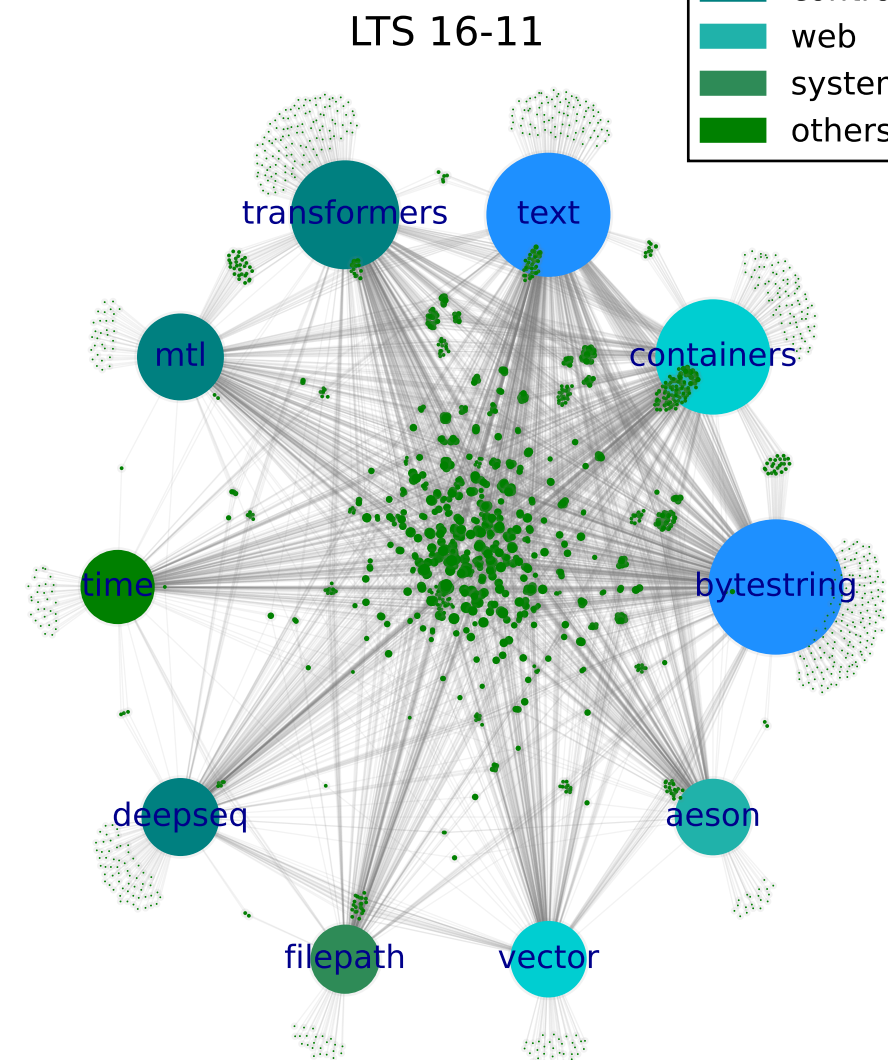 LTS 16-11
web
others
transformers
text
mtl
containers
time
bytestring
deepseq
aeson
filepath
vector